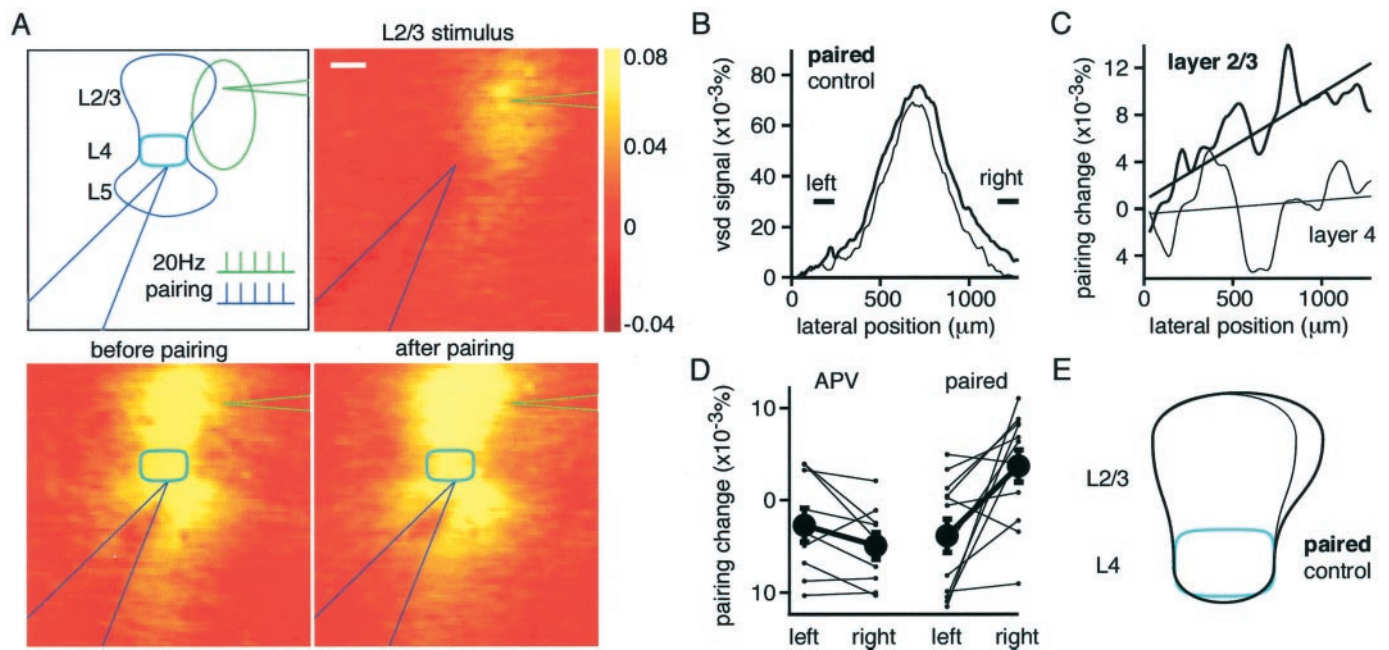 A
L2/3 stimulus
L2/3
L4
L5
20Hz
pairing
0.08
0.04
0
-0.04
before pairing
after pairing
B
paired
control
80
60
40
20
0
vsd signal (x10-3%)
left
right
0
500
1000
lateral position (μm)
C
layer 2/3
12
8
4
0
4
pairing change (x10-3%)
layer 4
0
500
1000
lateral position (μm)
D
APV
paired
10
0
10
pairing change (x10-3%)
left
right
left
right
E
L2/3
L4
paired
control